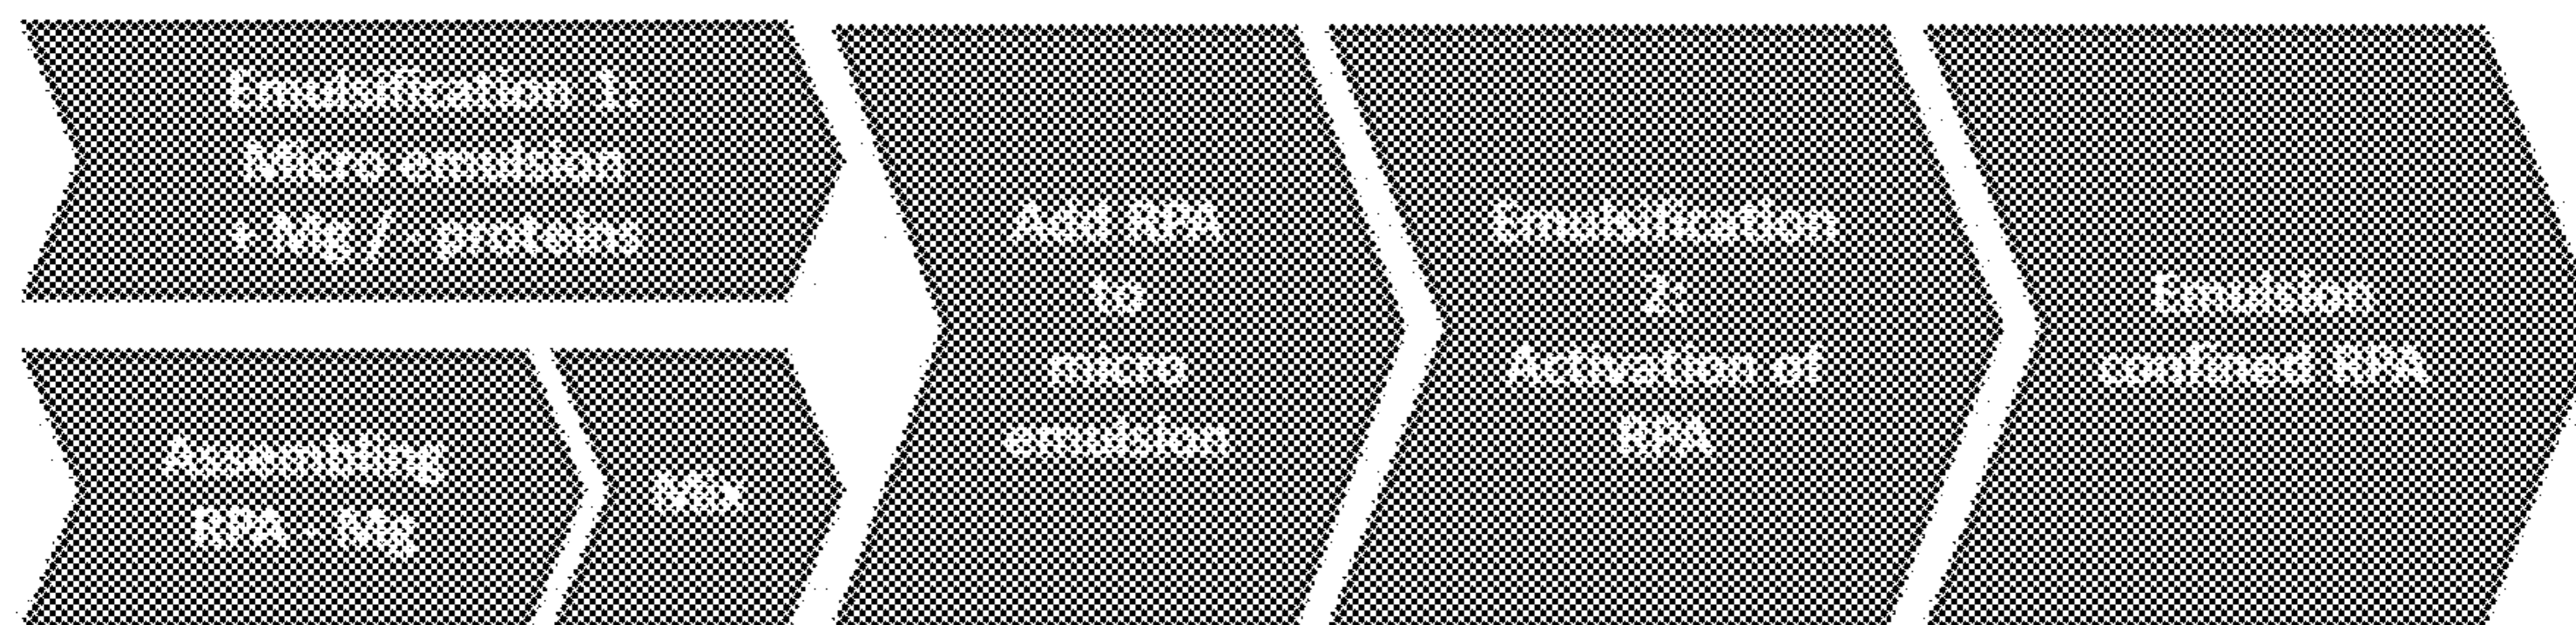 Emulsification 1:
Micro emulsion
+ Mg / - proteins
Assembling
RPA - Mg
Mix
Add RPA
to
micro
emulsion
Emulsification
2:
Activation of
RPA
Emulsion
confined RPA